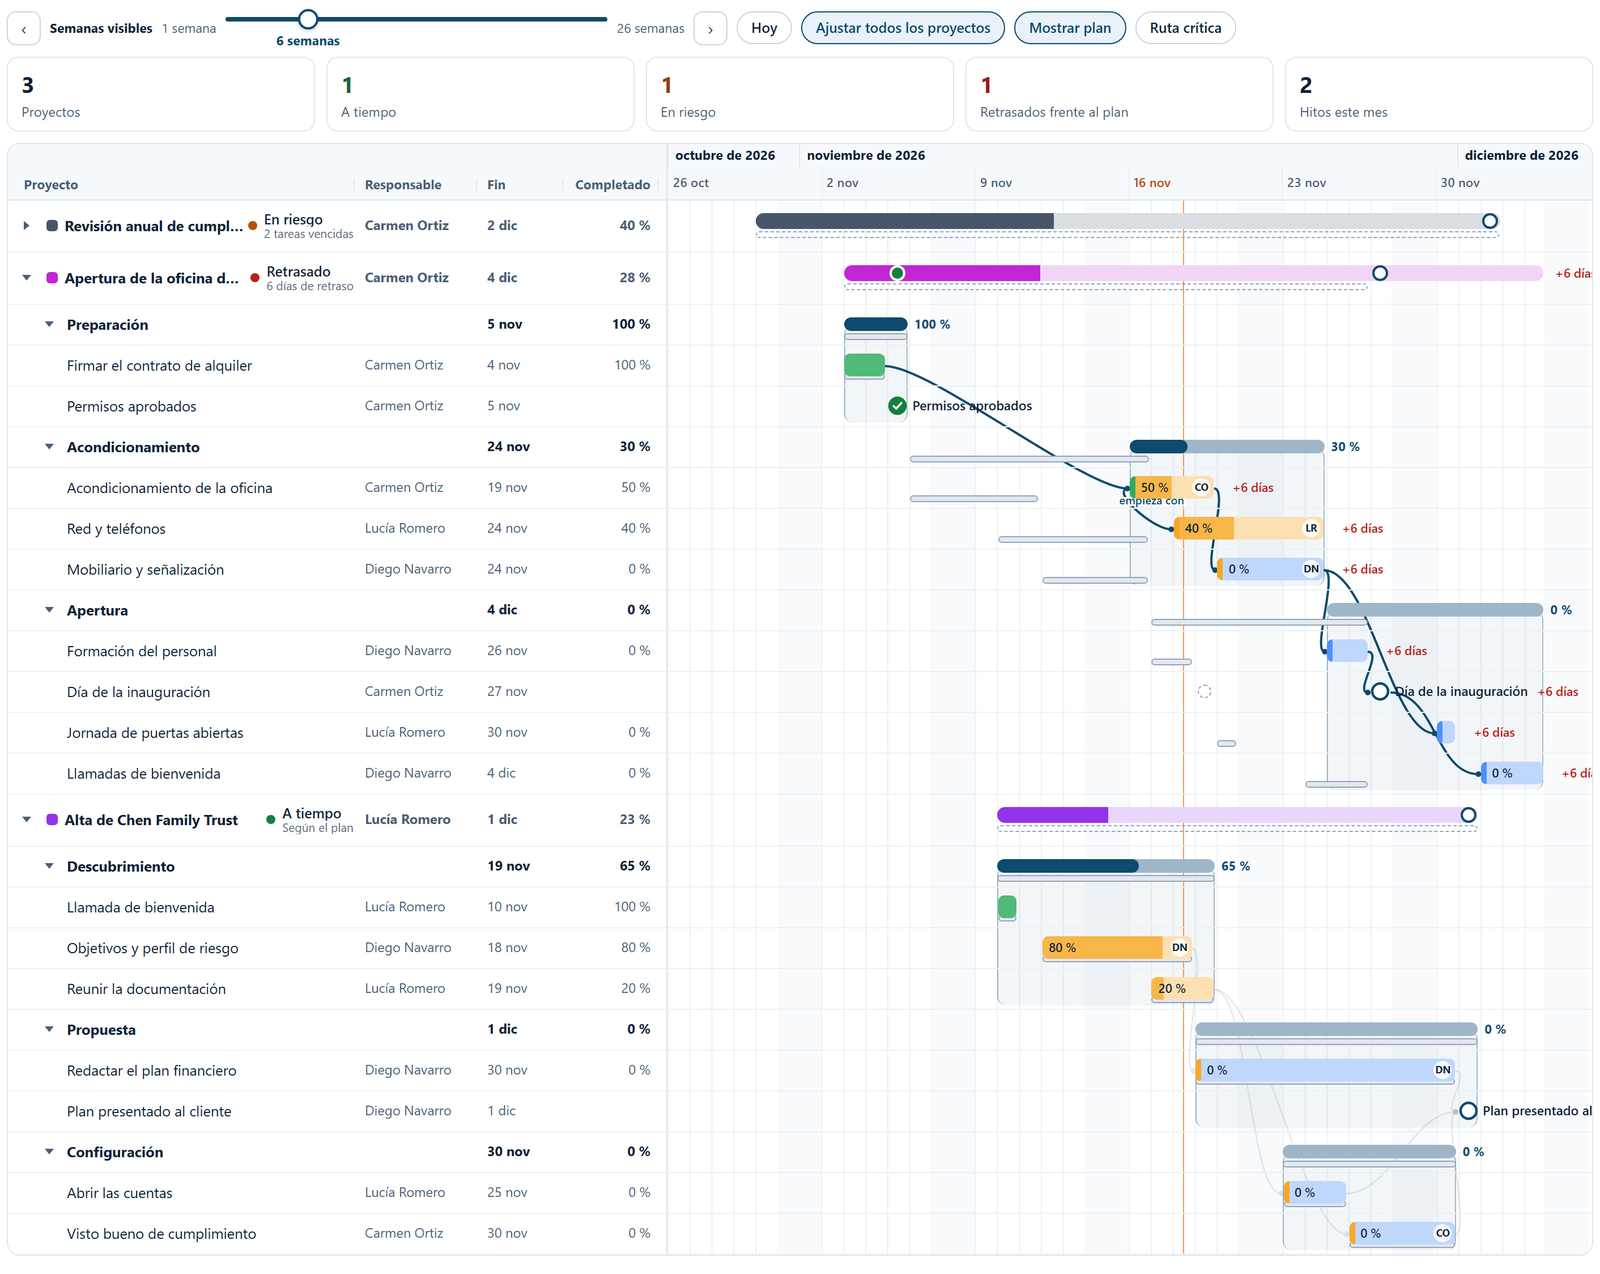 ‹ Semanas visibles 1 semana 6 semanas 26 semanas › Hoy Ajustar todos los proyectos Mostrar plan Ruta crítica
3
Proyectos
1
A tiempo
1
En riesgo
1
Retrasados frente al plan
2
Hitos este mes
octubre de 2026 noviembre de 2026 diciembre de 2026
Proyecto Responsable Fin Completado 26 oct 2 nov 9 nov 16 nov 23 nov 30 nov
Revisión anual de cumpl... En riesgo Carmen Ortiz 2 dic 40 %
2 tareas vencidas
Apertura de la oficina d... Retrasado Carmen Ortiz 4 dic 28 % +6 días
6 días de retraso
Preparación 5 nov 100 % 100 %
Firmar el contrato de alquiler Carmen Ortiz 4 nov 100 %
Permisos aprobados Carmen Ortiz 5 nov Permisos aprobados
Acondicionamiento 24 nov 30 % 30 %
Acondicionamiento de la oficina Carmen Ortiz 19 nov 50 % 50 % CO +6 días
empieza con
Red y teléfonos Lucía Romero 24 nov 40 % 40 % LR +6 días
Mobiliario y señalización Diego Navarro 24 nov 0 % 0 % DN +6 días
Apertura 4 dic 0 % 0 %
Formación del personal Diego Navarro 26 nov 0 % +6 días
Día de la inauguración Carmen Ortiz 27 nov Día de la inauguración +6 días
Jornada de puertas abiertas Lucía Romero 30 nov 0 % +6 días
Llamadas de bienvenida Diego Navarro 4 dic 0 % 0 % +6 dí
Alta de Chen Family Trust A tiempo Lucía Romero 1 dic 23 %
Según el plan
Descubrimiento 19 nov 65 % 65 %
Llamada de bienvenida Lucía Romero 10 nov 100 %
Objetivos y perfil de riesgo Diego Navarro 18 nov 80 % 80 % DN
Reunir la documentación Lucía Romero 19 nov 20 % 20 %
Propuesta 1 dic 0 % 0 %
Redactar el plan financiero Diego Navarro 30 nov 0 % 0 % DN
Plan presentado al cliente Diego Navarro 1 dic Plan presentado al
Configuración 30 nov 0 % 0 %
Abrir las cuentas Lucía Romero 25 nov 0 % 0 %
Visto bueno de cumplimiento Carmen Ortiz 30 nov 0 % 0 % CO